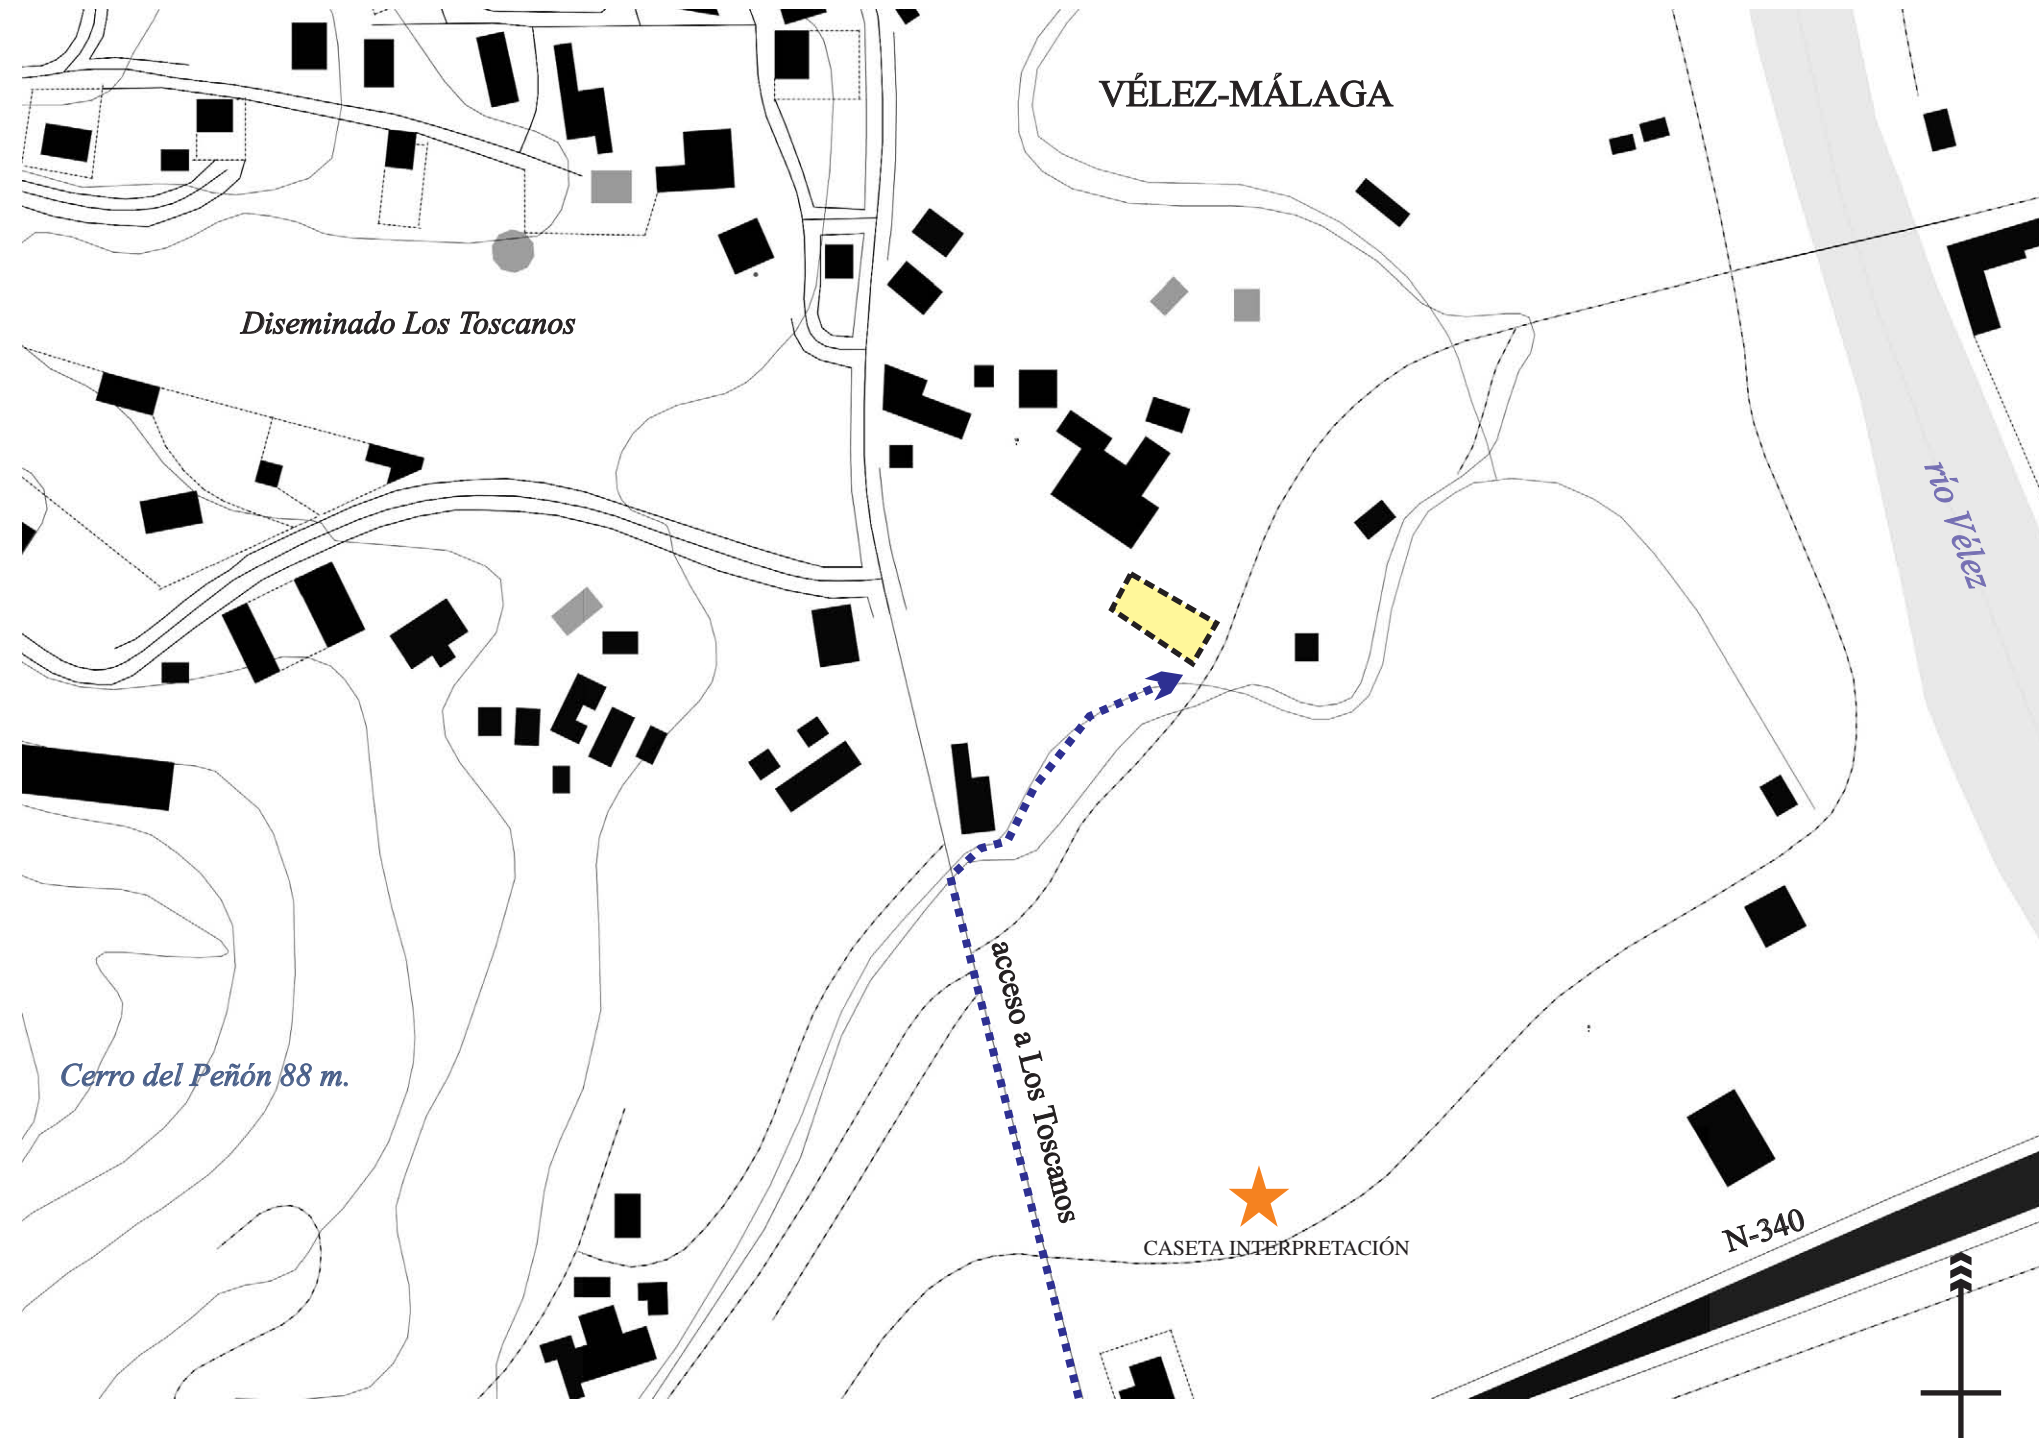 VÉLEZ-MÁLAGA
Diseminado Los Toscanos
río Vélez
acceso a Los Toscanos
Cerro del Peñón 88 m.
CASETA INTERPRETACIÓN
N-340